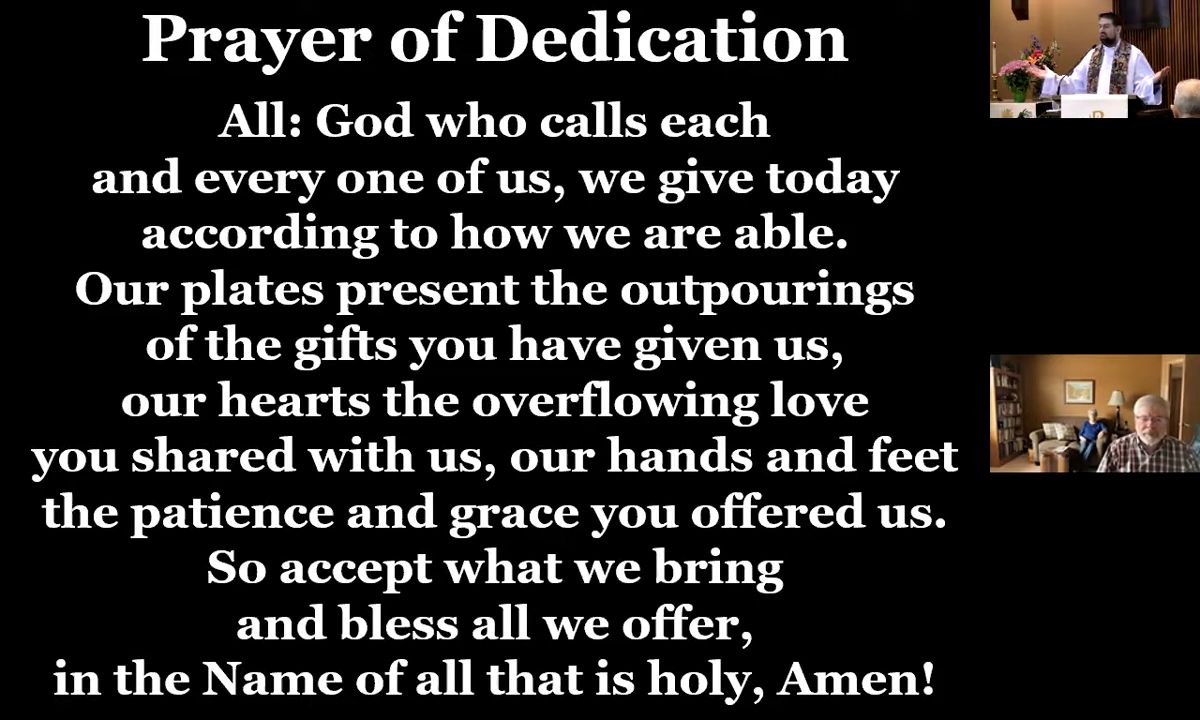 Prayer of Dedication
All: God who calls each
and every one of us, we give today
according to how we are able.
Our plates present the outpourings
of the gifts you have given us,
our hearts the overflowing love
you shared with us, our hands and feet
the patience and grace you offered us.
So accept what we bring
and bless all we offer,
in the Name of all that is holy, Amen!